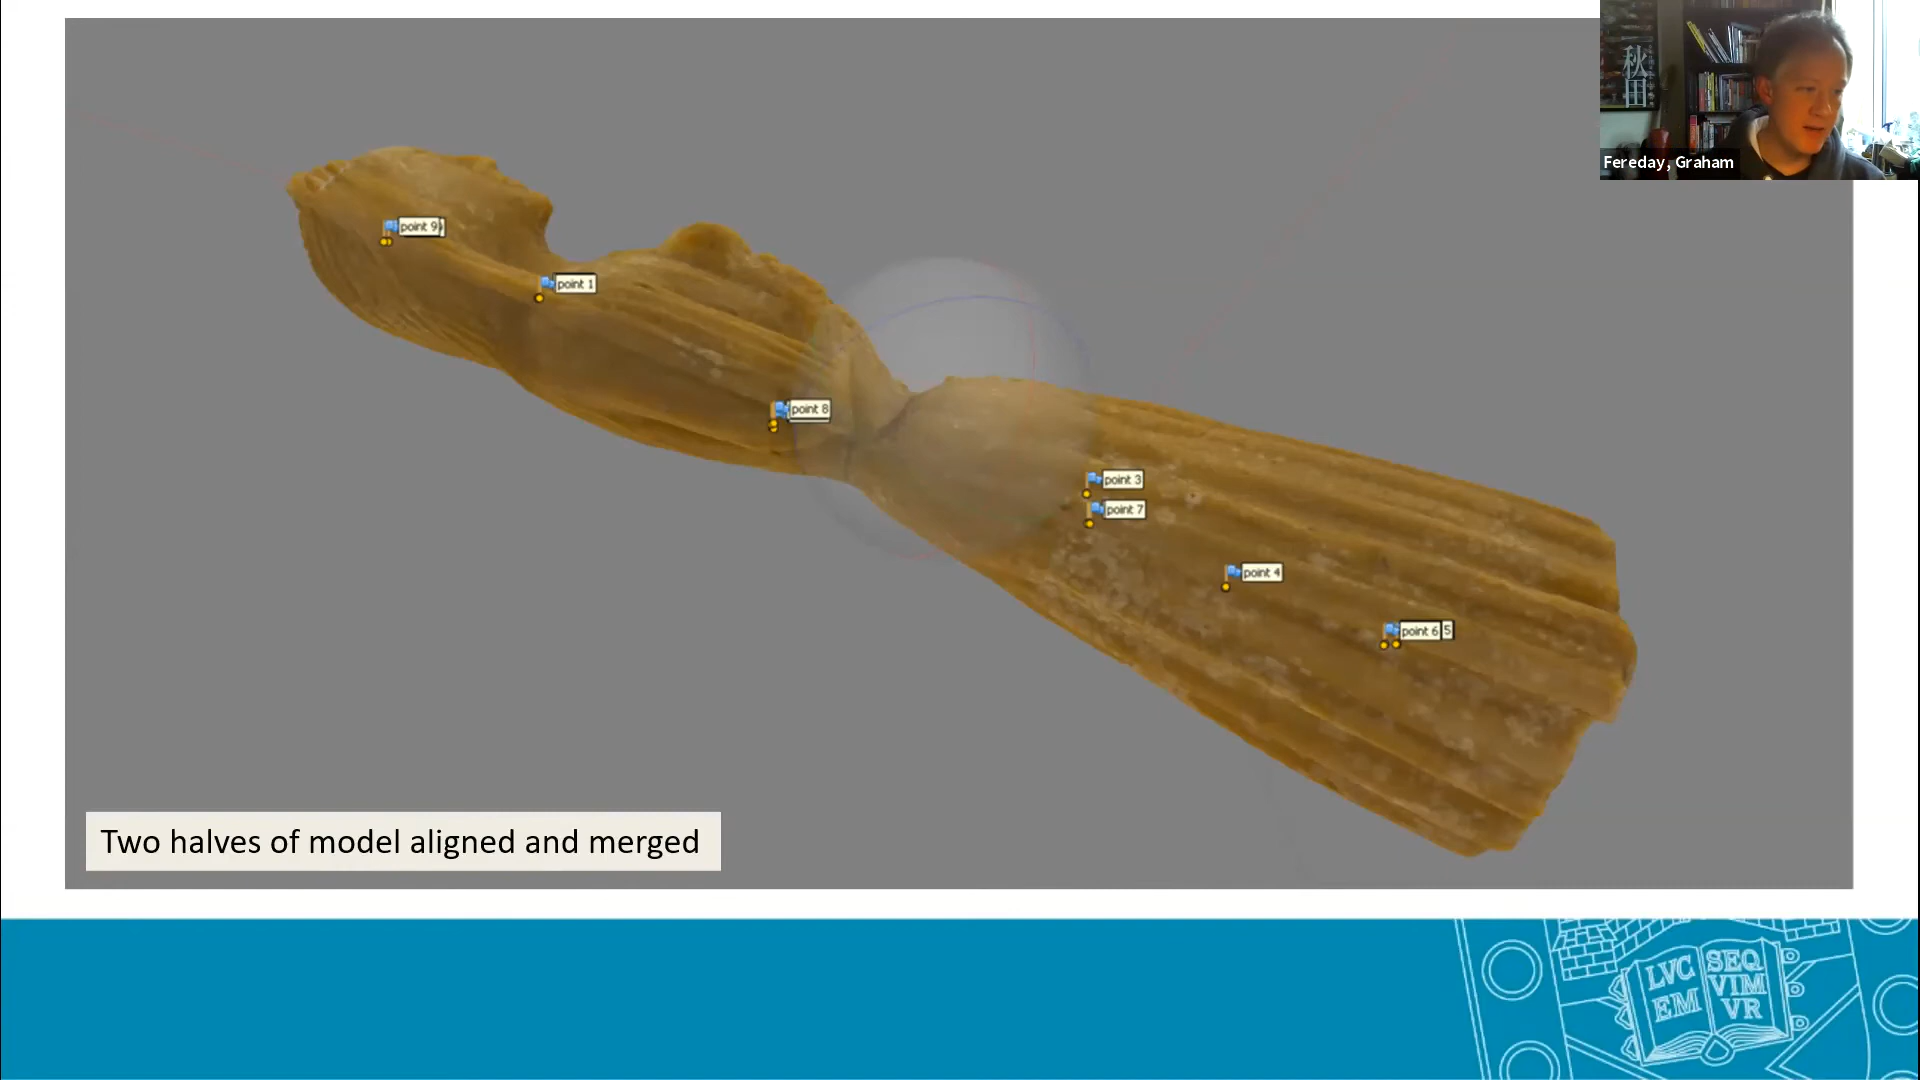 秋
Fereday, Graham
point 9
point 1
point 8
point 3
point 7
point 4
point 6 5
Two halves of model aligned and merged
LVC
EM
SEQ
VIM
VR